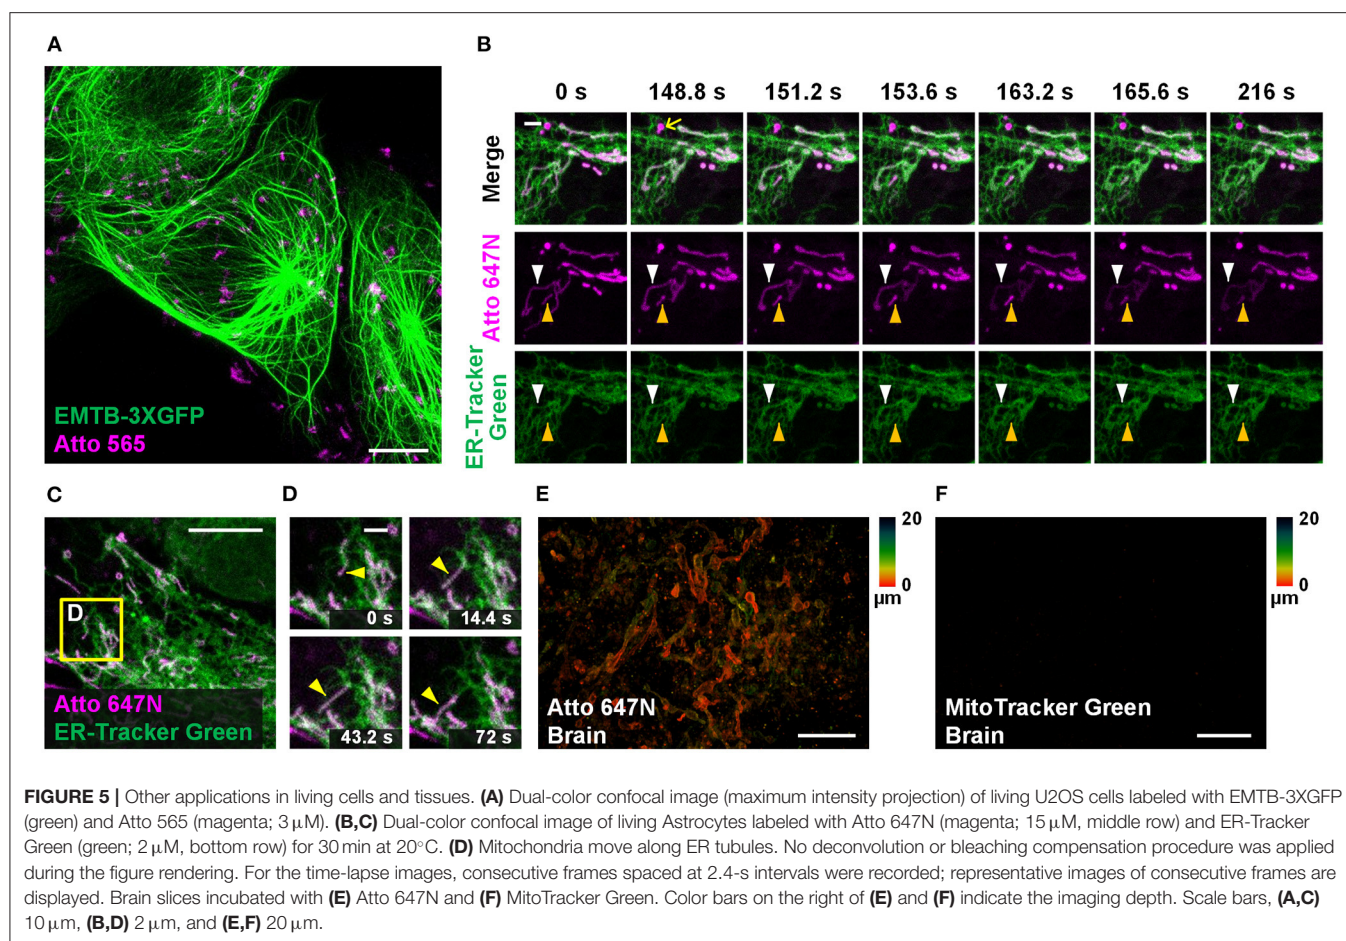 A
EMTB-3XGFP
Atto 565
B
0 s 148.8 s 151.2 s 153.6 s 163.2 s 165.6 s 216 s
Merge
Atto 647N
ER-Tracker
Green
C
D
Atto 647N
ER-Tracker Green
D
0 s 14.4 s
43.2 s 72 s
E
Atto 647N
Brain
20
0
µm
F
MitoTracker Green
Brain
20
0
µm
FIGURE 5 | Other applications in living cells and tissues. (A) Dual-color confocal image (maximum intensity projection) of living U2OS cells labeled with EMTB-3XGFP
(green) and Atto 565 (magenta; 3 µM). (B,C) Dual-color confocal image of living Astrocytes labeled with Atto 647N (magenta; 15 µM, middle row) and ER-Tracker
Green (green; 2 µM, bottom row) for 30 min at 20°C. (D) Mitochondria move along ER tubules. No deconvolution or bleaching compensation procedure was applied
during the figure rendering. For the time-lapse images, consecutive frames spaced at 2.4-s intervals were recorded; representative images of consecutive frames are
displayed. Brain slices incubated with (E) Atto 647N and (F) MitoTracker Green. Color bars on the right of (E) and (F) indicate the imaging depth. Scale bars, (A,C)
10 µm, (B,D) 2 µm, and (E,F) 20 µm.